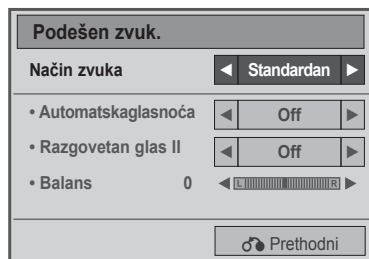 Podešen zvuk.
Način zvuka ◄ Standardan ►
• Automatskaglasnoća ◄ Off ►
• Razgovetan glas II ◄ Off ►
• Balans 0 ◄ L R ►
Prethodni